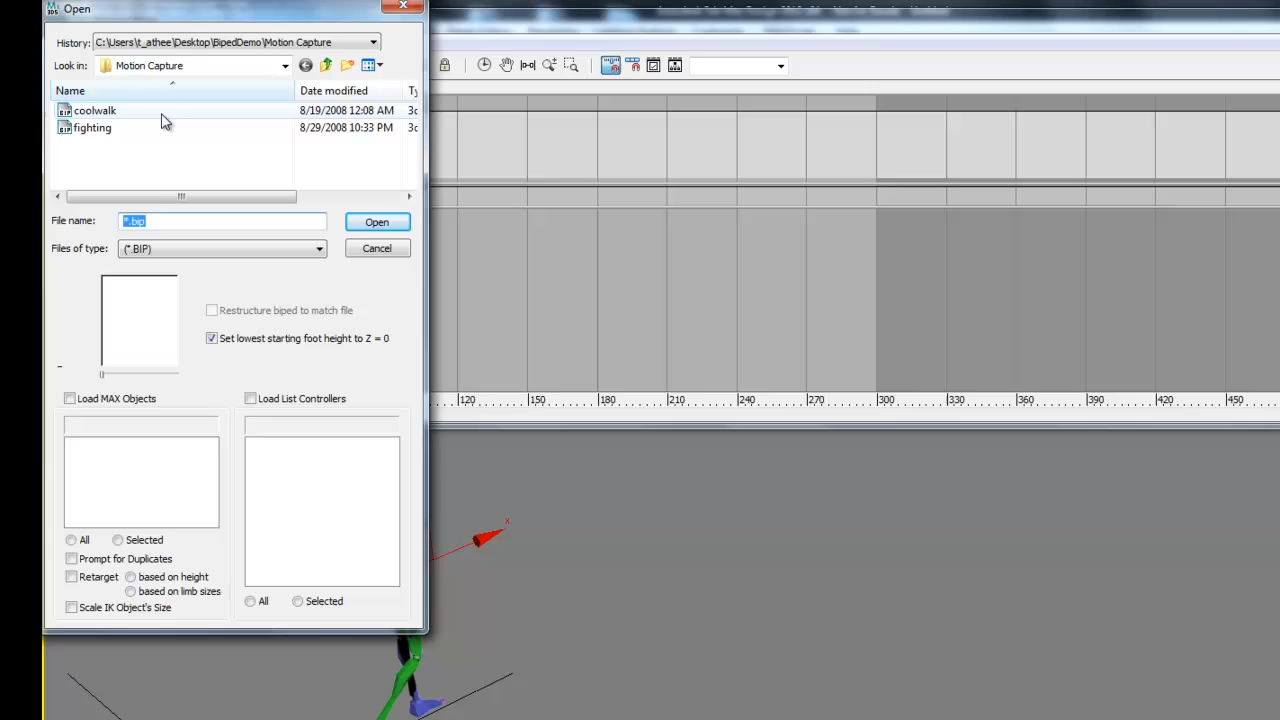 Open
History: C:\Users\t_athee\Desktop\BipedDemo\Motion Capture
Look in: Motion Capture
Name Date modified Ty
coolwalk 8/19/2008 12:08 AM 3d
fighting 8/29/2008 10:33 PM 3d
File name: *.bip Open
Files of type: (*.BIP) Cancel
Restructure biped to match file
Set lowest starting foot height to Z = 0
Load MAX Objects Load List Controllers
120 150 180 210 240 270 300 330 360 390 420 450
All Selected
Prompt for Duplicates
Retarget based on height
based on limb sizes
Scale IK Object's Size
All Selected
x